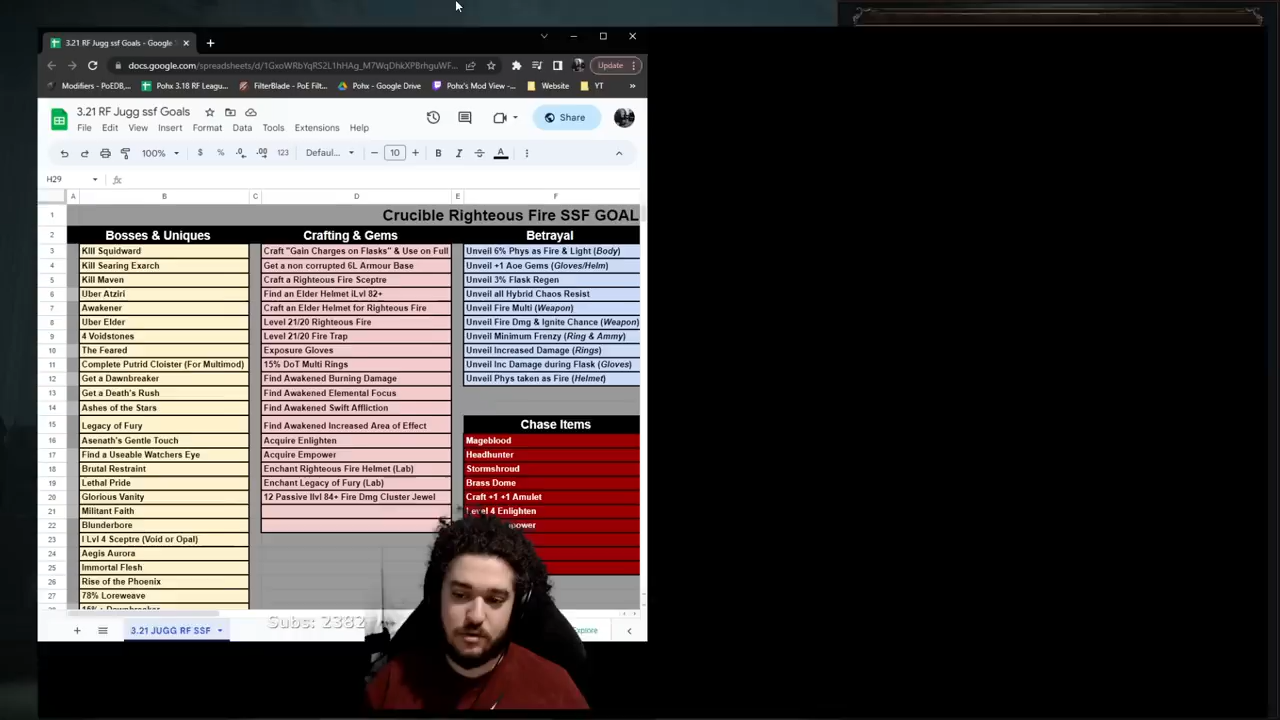 3.21 RF Jugg ssf Goals - Google
docs.google.com/spreadsheets/d/1GxoWRbYqRS2L1hHAg_M7WqDhkXPBrhguWF...
Update
Modifiers - PoEDB,...
Pohx 3.18 RF Leagu...
FilterBlade - PoE Filt...
Pohx - Google Drive
Pohx's Mod View -...
Website
YT
3.21 RF Jugg ssf Goals
Share
File Edit View Insert Format Data Tools Extensions Help
100% $ % .0 .00 123 Defaul... 10 B I S A
H29 fx
A B C D E F
1 Crucible Righteous Fire SSF GOAL
2 Bosses & Uniques Crafting & Gems Betrayal
3 Kill Squidward Craft "Gain Charges on Flasks" & Use on Full Unveil 6% Phys as Fire & Light (Body)
4 Kill Searing Exarch Get a non corrupted 6L Armour Base Unveil +1 Aoe Gems (Gloves/Helm)
5 Kill Maven Craft a Righteous Fire Sceptre Unveil 3% Flask Regen
6 Uber Atziri Find an Elder Helmet iLvl 82+ Unveil all Hybrid Chaos Resist
7 Awakener Craft an Elder Helmet for Righteous Fire Unveil Fire Multi (Weapon)
8 Uber Elder Level 21/20 Righteous Fire Unveil Fire Dmg & Ignite Chance (Weapon)
9 4 Voidstones Level 21/20 Fire Trap Unveil Minimum Frenzy (Ring & Ammy)
10 The Feared Exposure Gloves Unveil Increased Damage (Rings)
11 Complete Putrid Cloister (For Multimod) 15% DoT Multi Rings Unveil Inc Damage during Flask (Gloves)
12 Get a Dawnbreaker Find Awakened Burning Damage Unveil Phys taken as Fire (Helmet)
13 Get a Death's Rush Find Awakened Elemental Focus
14 Ashes of the Stars Find Awakened Swift Affliction
15 Legacy of Fury Find Awakened Increased Area of Effect Chase Items
16 Asenath's Gentle Touch Acquire Enlighten Mageblood
17 Find a Useable Watchers Eye Acquire Empower Headhunter
18 Brutal Restraint Enchant Righteous Fire Helmet (Lab) Stormshroud
19 Lethal Pride Enchant Legacy of Fury (Lab) Brass Dome
20 Glorious Vanity 12 Passive Ilvl 84+ Fire Dmg Cluster Jewel Craft +1 +1 Amulet
21 Militant Faith Level 4 Enlighten
22 Blunderbore
23 I Lvl 4 Sceptre (Void or Opal)
24 Aegis Aurora
25 Immortal Flesh
26 Rise of the Phoenix
27 78% Loreweave
3.21 JUGG RF SSF
Subs: 2382
Explore